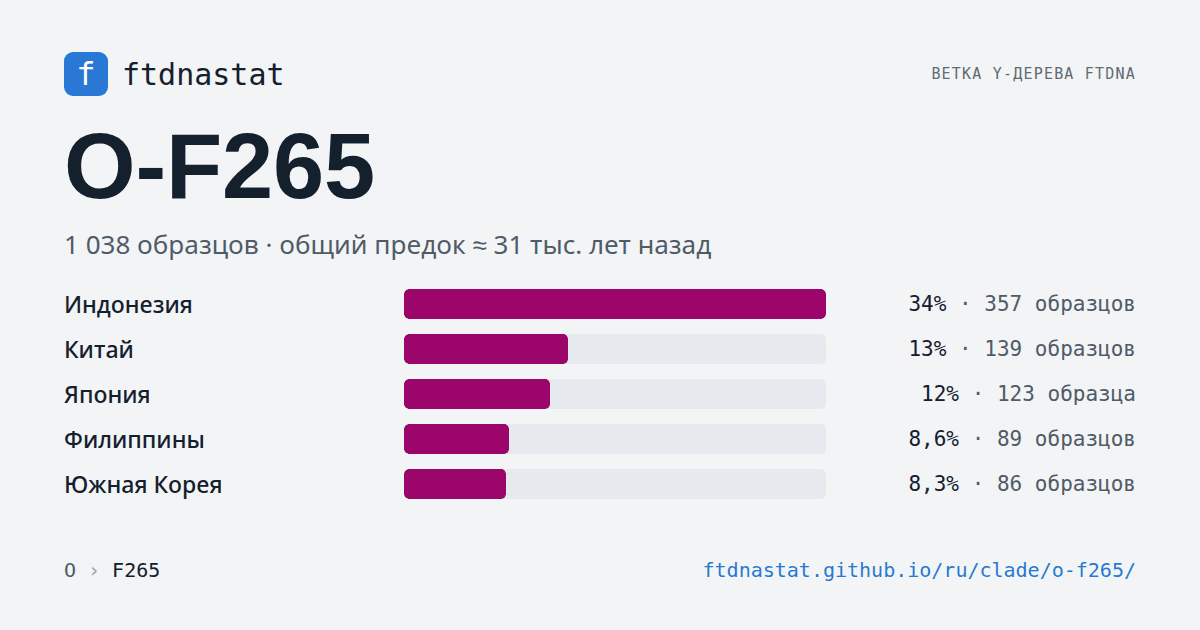 f ftdnastat
ВЕТКА Y-ДЕРЕВА FTDNA
O-F265
1 038 образцов · общий предок ≈ 31 тыс. лет назад
Индонезия 34% · 357 образцов
Китай 13% · 139 образцов
Япония 12% · 123 образца
Филиппины 8,6% · 89 образцов
Южная Корея 8,3% · 86 образцов
O › F265
ftdnastat.github.io/ru/clade/o-f265/